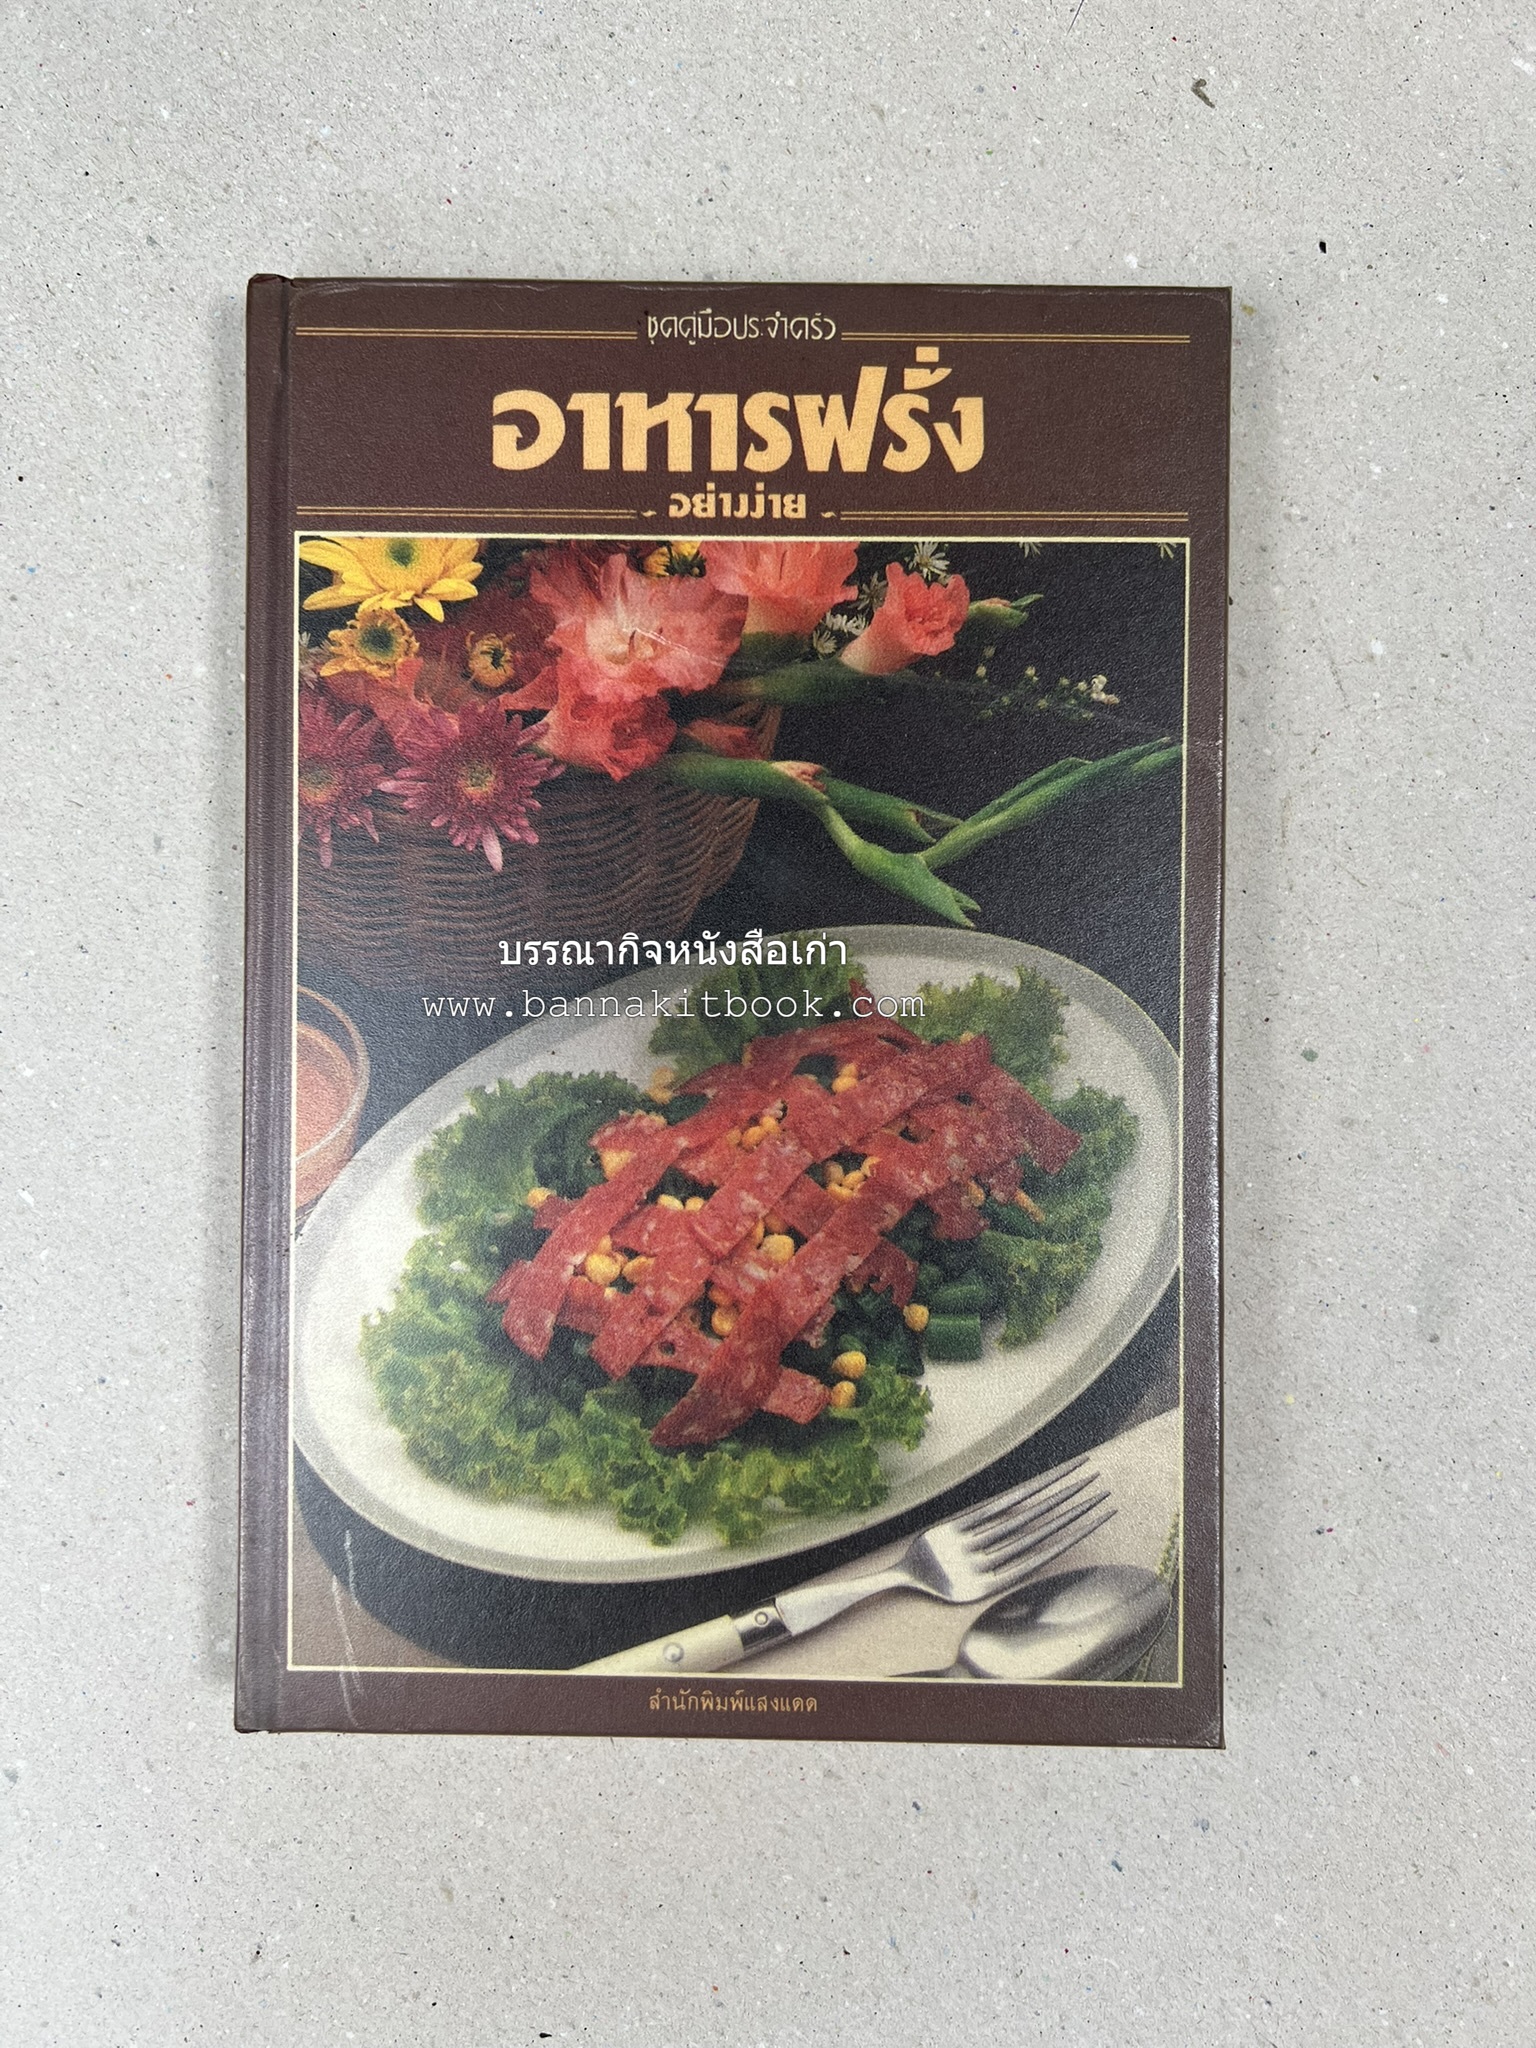 ชุดคู่มือประจำครัว
อาหารฝรั่ง
~ อย่างง่าย ~
บรรณากิจหนังสือเก่า
www.bannakitbook.com
สำนักพิมพ์แสงแดด